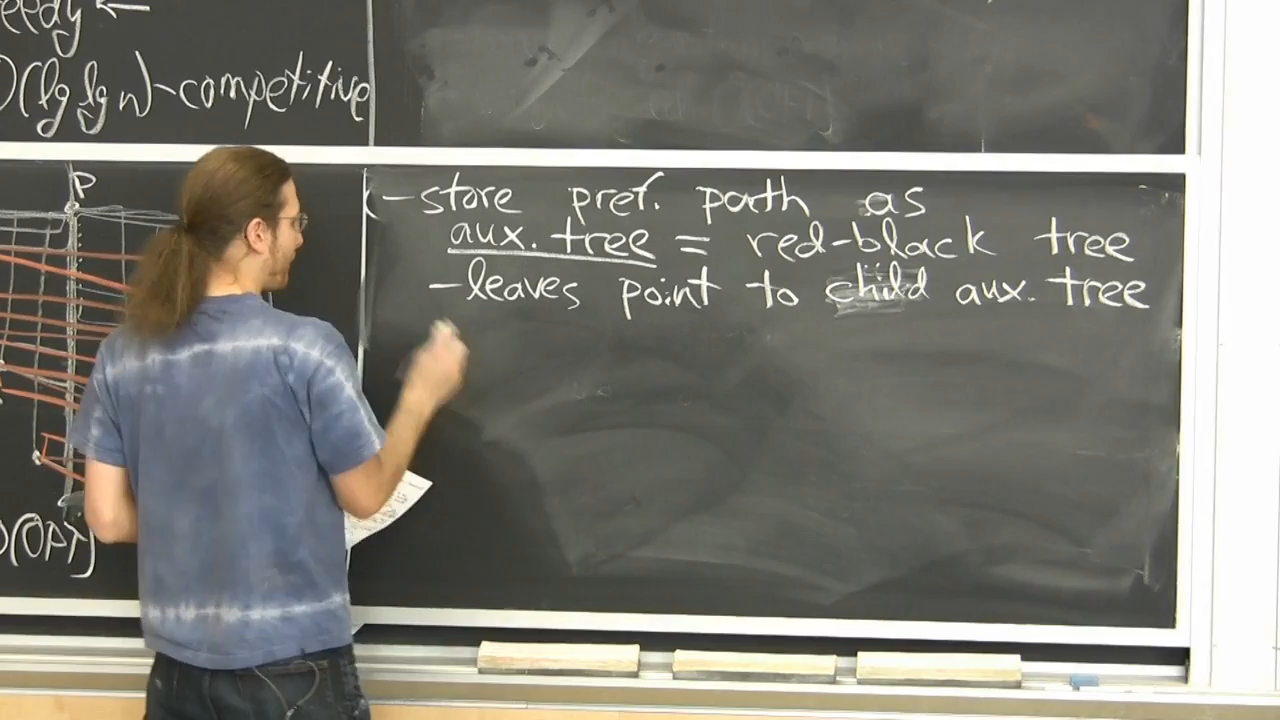 eedy ←
O(lg lg n)-competitive
P
O(OPT)
- store pref. path as
aux. tree = red-black tree
- leaves point to child aux. tree